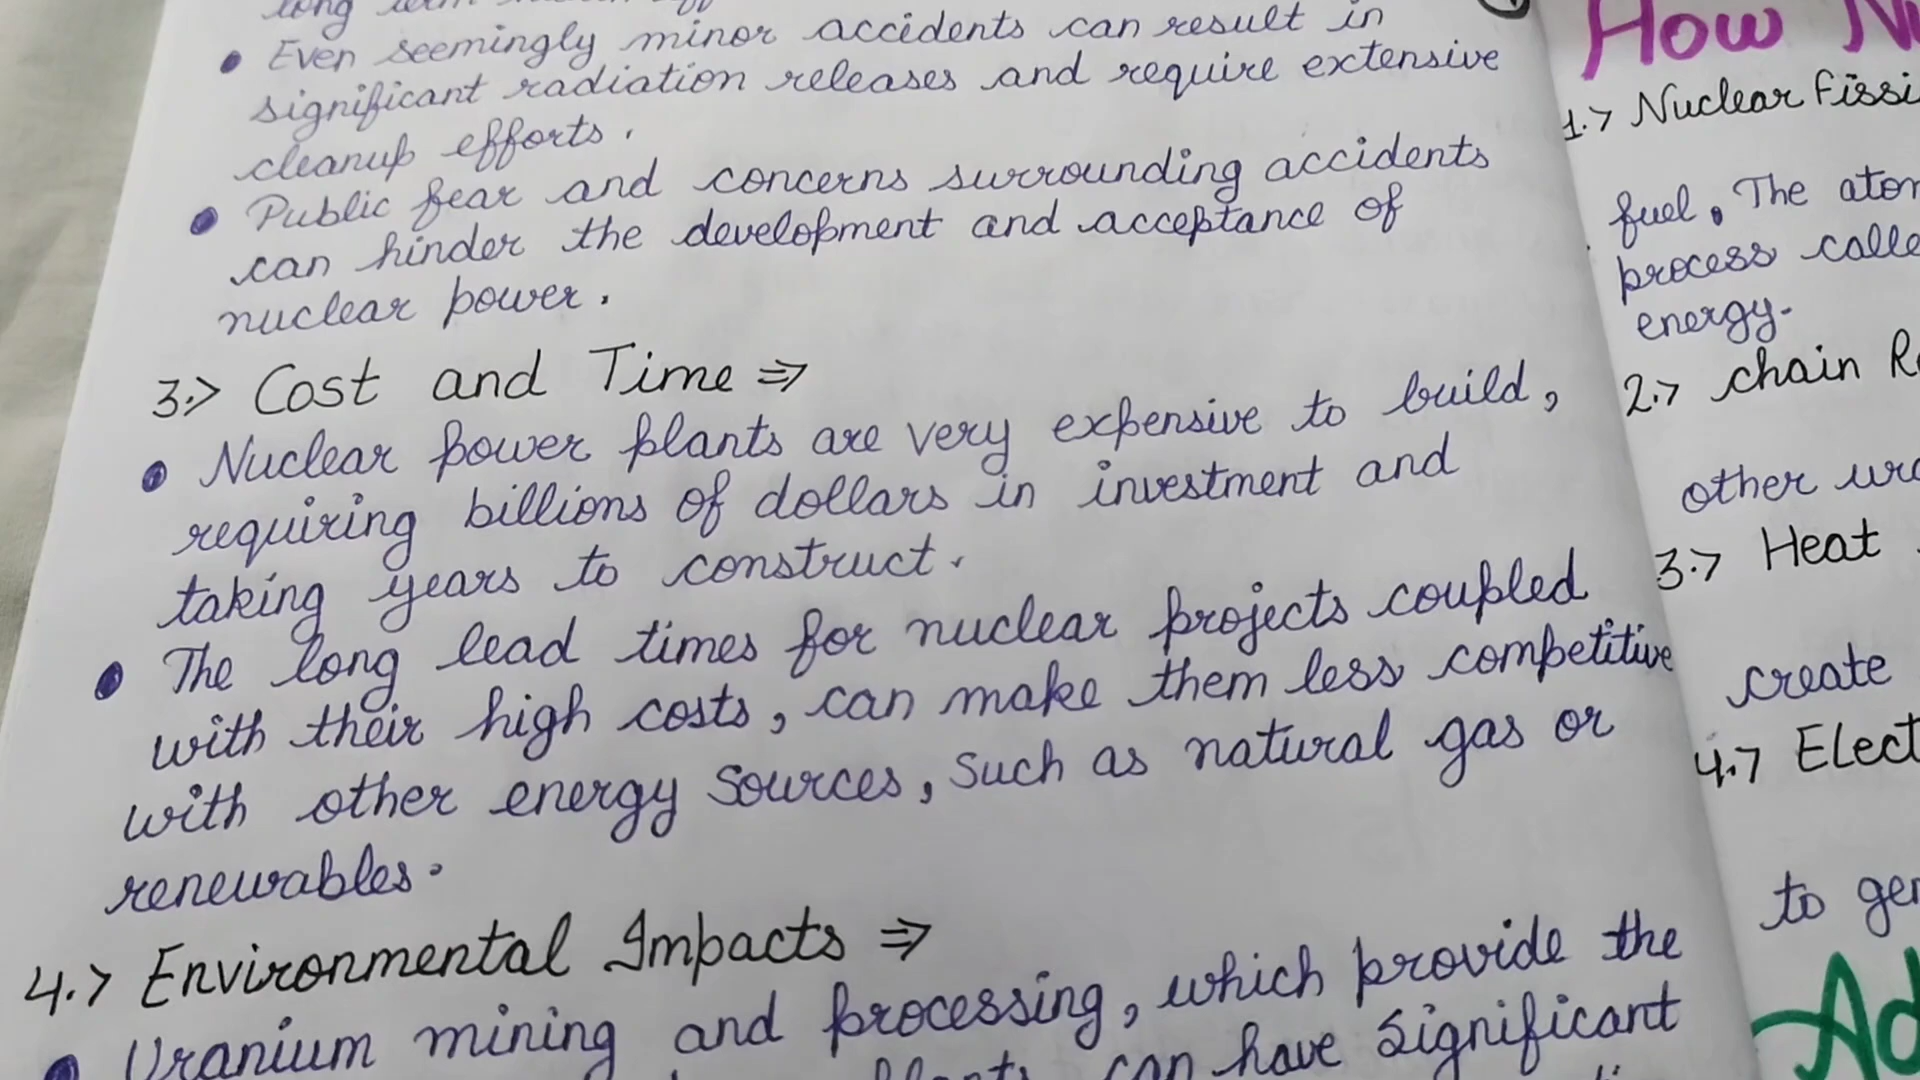 long term
• Even seemingly minor accidents can result in
significant radiation releases and require extensive
cleanup efforts.
• Public fear and concerns surrounding accidents
can hinder the development and acceptance of
nuclear power.
3.> Cost and Time ⇒
• Nuclear power plants are very expensive to build,
requiring billions of dollars in investment and
taking years to construct.
• The long lead times for nuclear projects coupled
with their high costs, can make them less competitive
with other energy sources, such as natural gas or
renewables.
4.> Environmental Impacts ⇒
• Uranium mining and processing, which provide the
can have significant
How
1.> Nuclear
fuel. The
process
energy.
2.> chain
other
3.> Heat
create
4.>
to